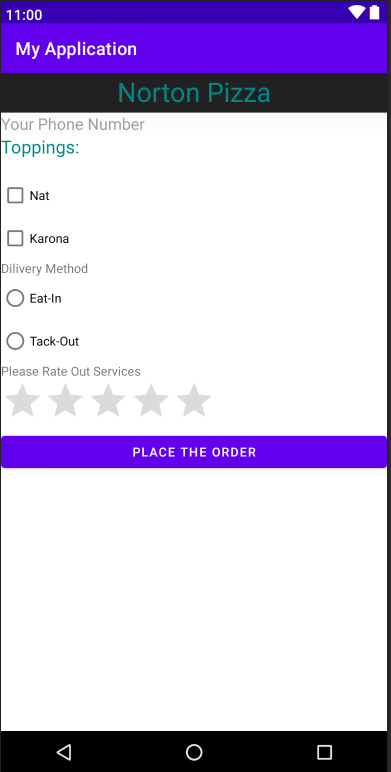 11:00
My Application
Norton Pizza
Your Phone Number
Toppings:
Nat
Karona
Dilivery Method
Eat-In
Tack-Out
Please Rate Out Services
PLACE THE ORDER